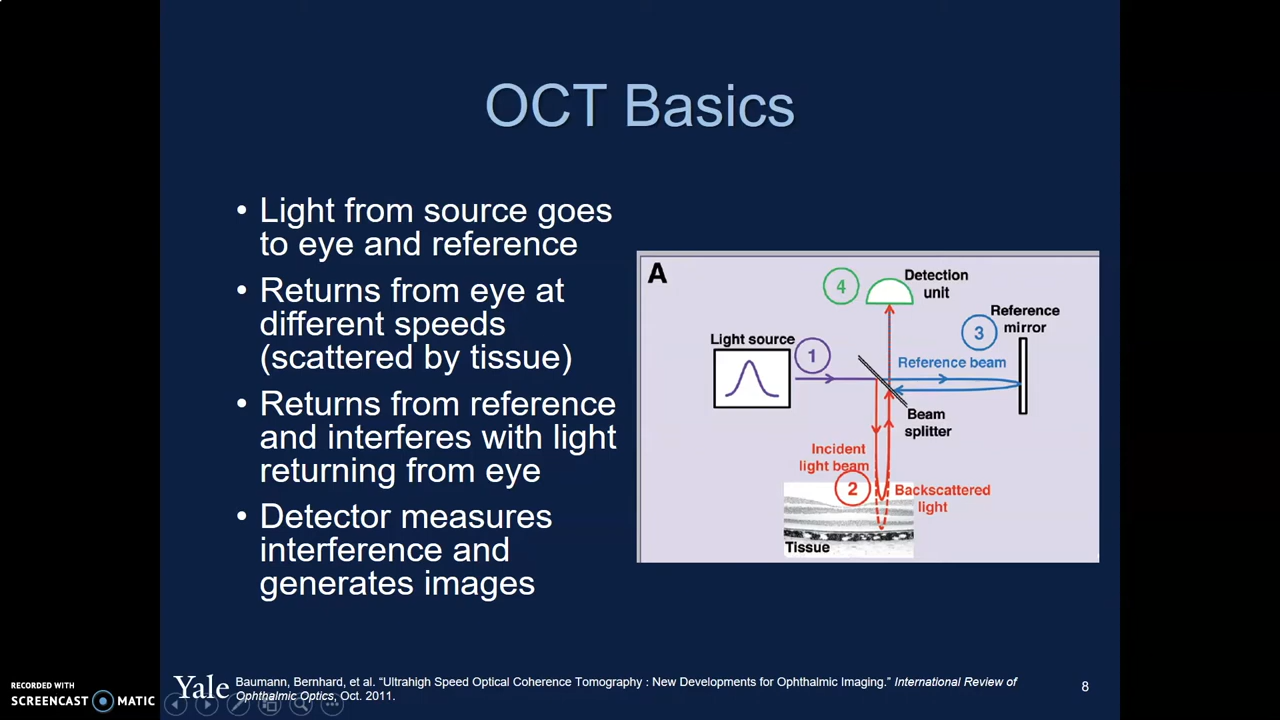 OCT Basics
• Light from source goes
to eye and reference
• Returns from eye at
different speeds
(scattered by tissue)
• Returns from reference
and interferes with light
returning from eye
• Detector measures
interference and
generates images
A
4
Detection
unit
Reference
mirror
3
Light source
1
Reference beam
Beam
splitter
Incident
light beam
2
Backscattered
light
Tissue
RECORDED WITH
SCREENCAST MATIC
Yale
Baumann, Bernhard, et al. “Ultrahigh Speed Optical Coherence Tomography : New Developments for Ophthalmic Imaging.” International Review of
Ophthalmic Optics, Oct. 2011.
8